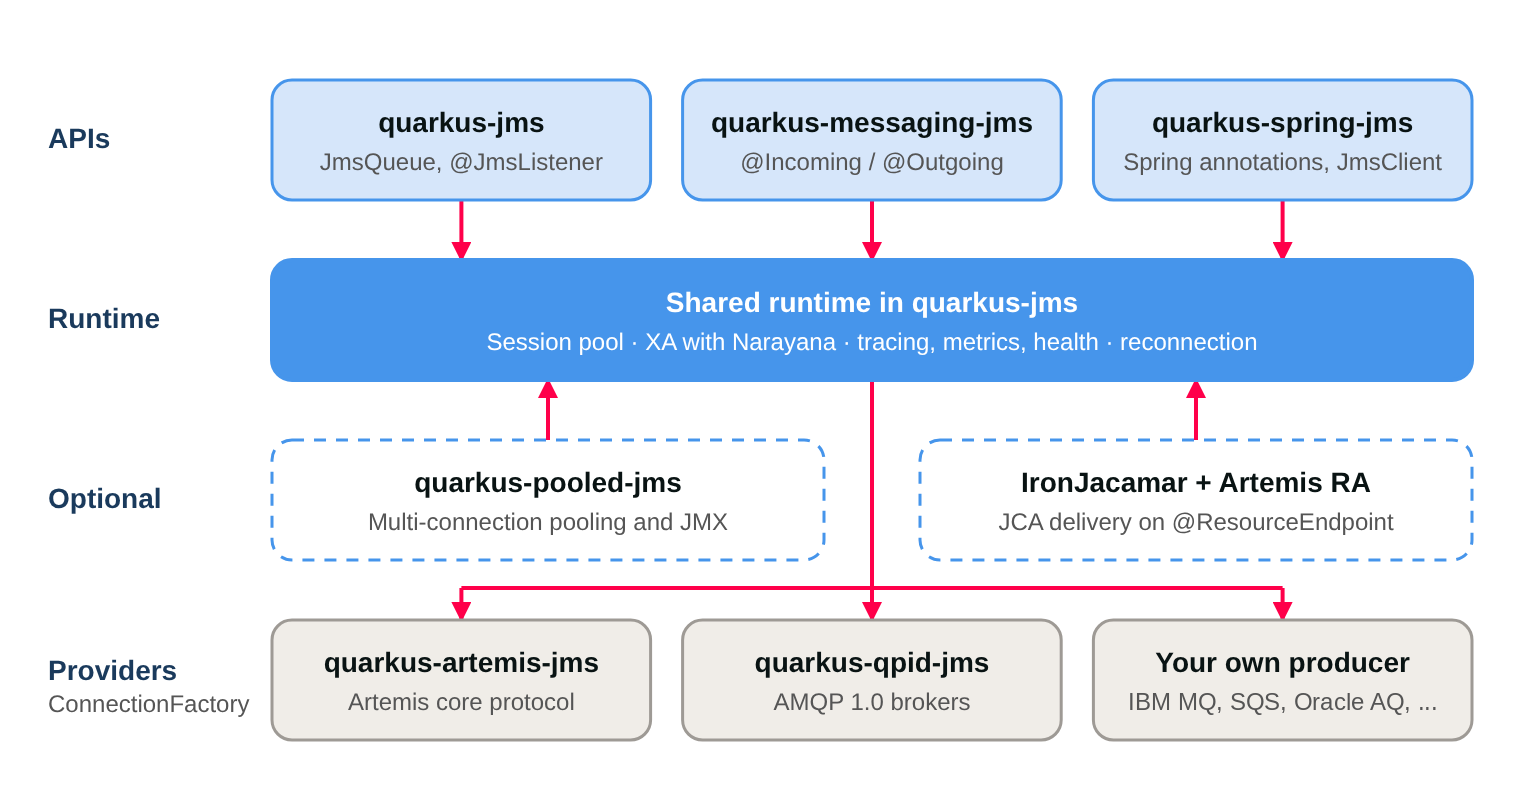 APIs
quarkus-jms
JmsQueue, @JmsListener
quarkus-messaging-jms
@Incoming / @Outgoing
quarkus-spring-jms
Spring annotations, JmsClient
Runtime
Shared runtime in quarkus-jms
Session pool · XA with Narayana · tracing, metrics, health · reconnection
Optional
quarkus-pooled-jms
Multi-connection pooling and JMX
IronJacamar + Artemis RA
JCA delivery on @ResourceEndpoint
Providers
ConnectionFactory
quarkus-artemis-jms
Artemis core protocol
quarkus-qpid-jms
AMQP 1.0 brokers
Your own producer
IBM MQ, SQS, Oracle AQ, ...